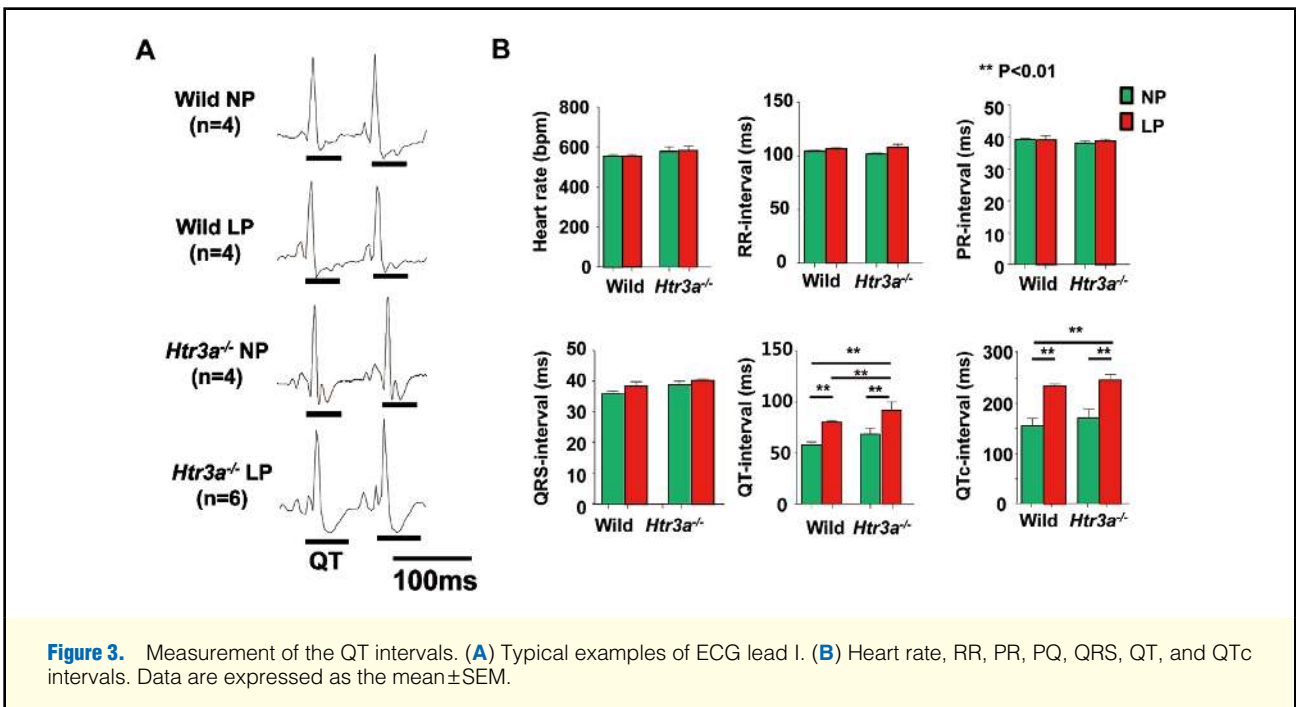 A
Wild NP
(n=4)
Wild LP
(n=4)
Htr3a-/- NP
(n=4)
Htr3a-/- LP
(n=6)
QT
100ms
B
** P<0.01
NP
LP
Heart rate (bpm)
800
600
400
200
0
Wild Htr3a-/-
RR-interval (ms)
150
100
50
0
Wild Htr3a-/-
PR-interval (ms)
50
40
30
20
10
0
Wild Htr3a-/-
QRS-interval (ms)
50
40
30
20
10
0
Wild Htr3a-/-
QT-interval (ms)
150
100
50
0
**
**
** **
Wild Htr3a-/-
QTc-interval (ms)
300
200
100
0
**
** **
Wild Htr3a-/-
Figure 3. Measurement of the QT intervals. (A) Typical examples of ECG lead I. (B) Heart rate, RR, PR, PQ, QRS, QT, and QTc
intervals. Data are expressed as the mean±SEM.